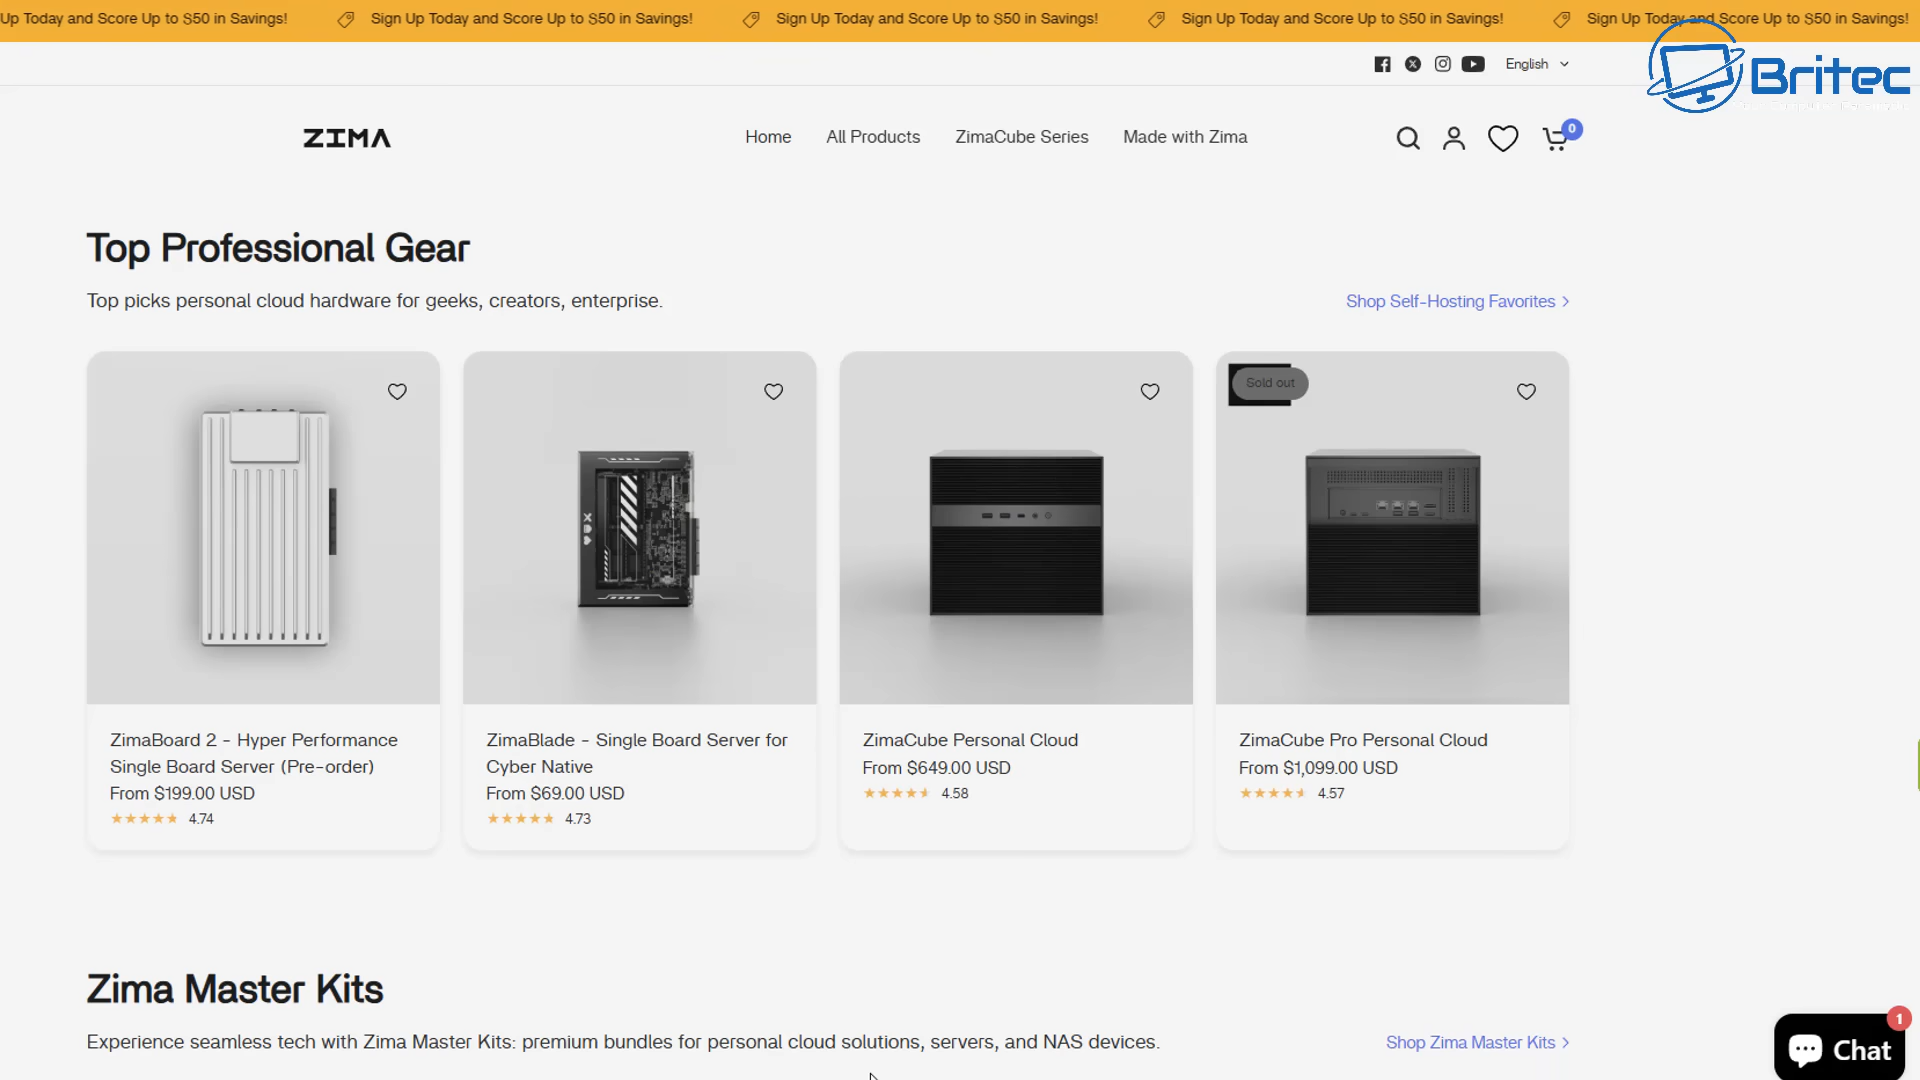 Up Today and Score Up to $50 in Savings! Sign Up Today and Score Up to $50 in Savings! Sign Up Today and Score Up to $50 in Savings! Sign Up Today and Score Up to $50 in Savings! Sign Up Today and Score Up to $50 in Savings!
English
Britec
ZIMA
Home All Products ZimaCube Series Made with Zima
0
Top Professional Gear
Top picks personal cloud hardware for geeks, creators, enterprise.
Shop Self-Hosting Favorites
Sold out
ZimaBoard 2 - Hyper Performance
Single Board Server (Pre-order)
From $199.00 USD
4.74
ZimaBlade - Single Board Server for
Cyber Native
From $69.00 USD
4.73
ZimaCube Personal Cloud
From $649.00 USD
4.58
ZimaCube Pro Personal Cloud
From $1,099.00 USD
4.57
Zima Master Kits
Experience seamless tech with Zima Master Kits: premium bundles for personal cloud solutions, servers, and NAS devices.
Shop Zima Master Kits
1
Chat